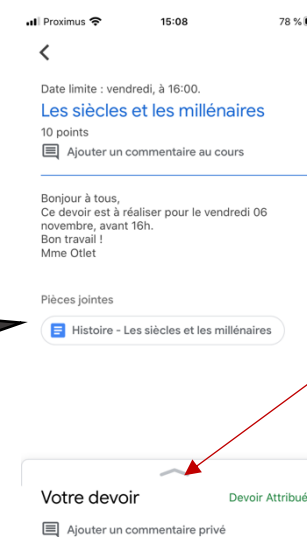 Proximus 15:08 78 %
Date limite : vendredi, à 16:00.
Les siècles et les millénaires
10 points
Ajouter un commentaire au cours
Bonjour à tous,
Ce devoir est à réaliser pour le vendredi 06
novembre, avant 16h.
Bon travail !
Mme Otlet
Pièces jointes
Histoire - Les siècles et les millénaires
Votre devoir Devoir Attribué
Ajouter un commentaire privé